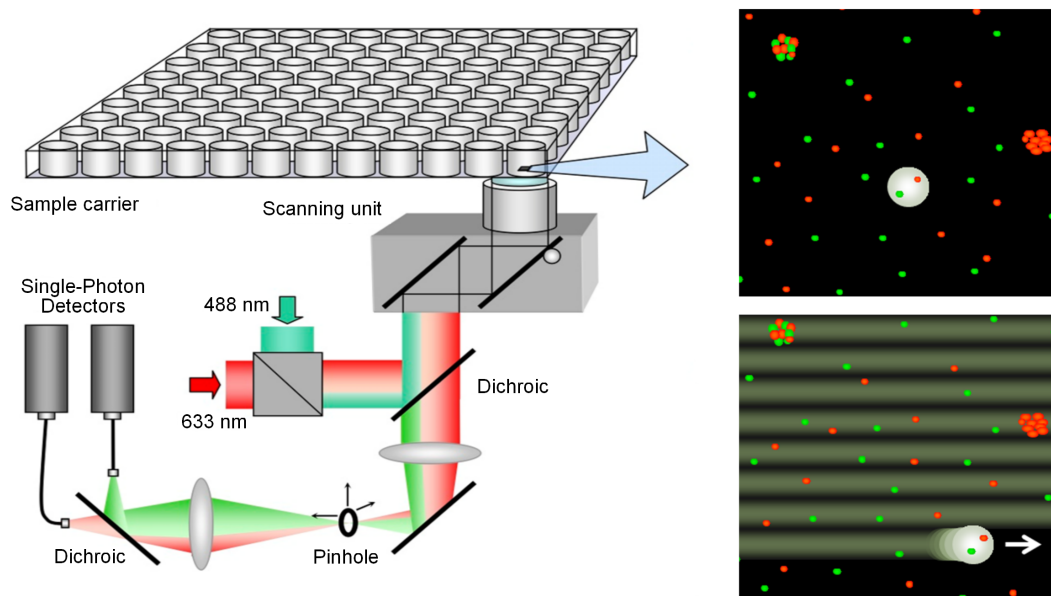 Sample carrier
Scanning unit
Single-Photon
Detectors
488 nm
633 nm
Dichroic
Dichroic
Pinhole